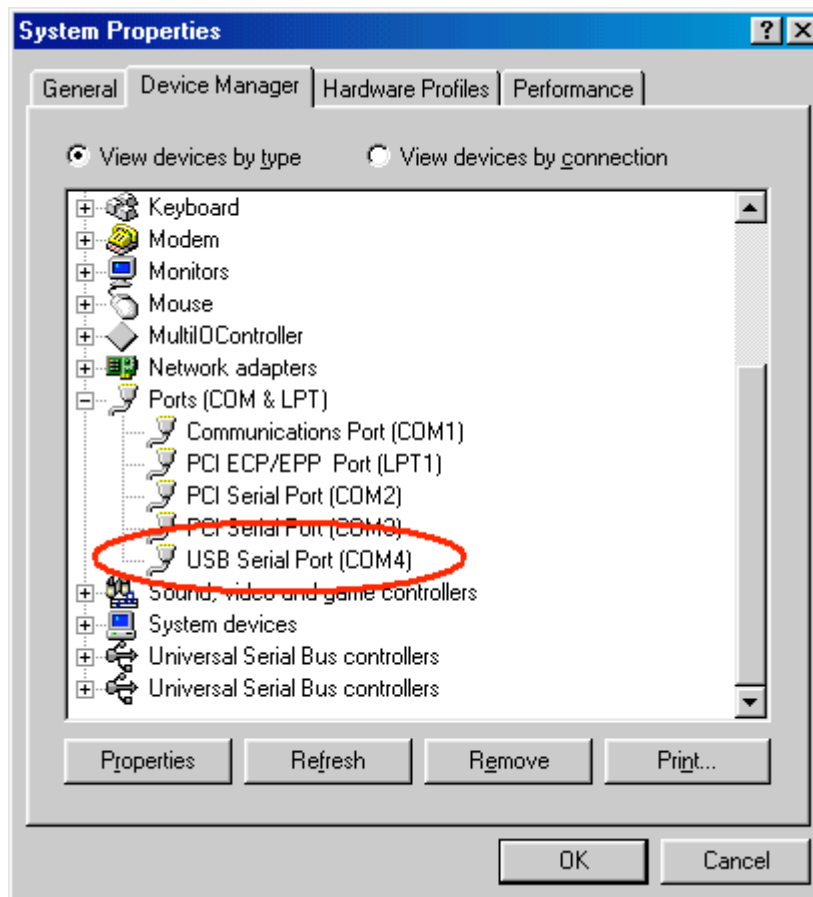 System Properties
General Device Manager Hardware Profiles Performance
View devices by type View devices by connection
Keyboard
Modem
Monitors
Mouse
MultiIOController
Network adapters
Ports (COM & LPT)
Communications Port (COM1)
PCI ECP/EPP Port (LPT1)
PCI Serial Port (COM2)
PCI Serial Port (COM3)
USB Serial Port (COM4)
Sound, video and game controllers
System devices
Universal Serial Bus controllers
Universal Serial Bus controllers
Properties Refresh Remove Print...
OK Cancel